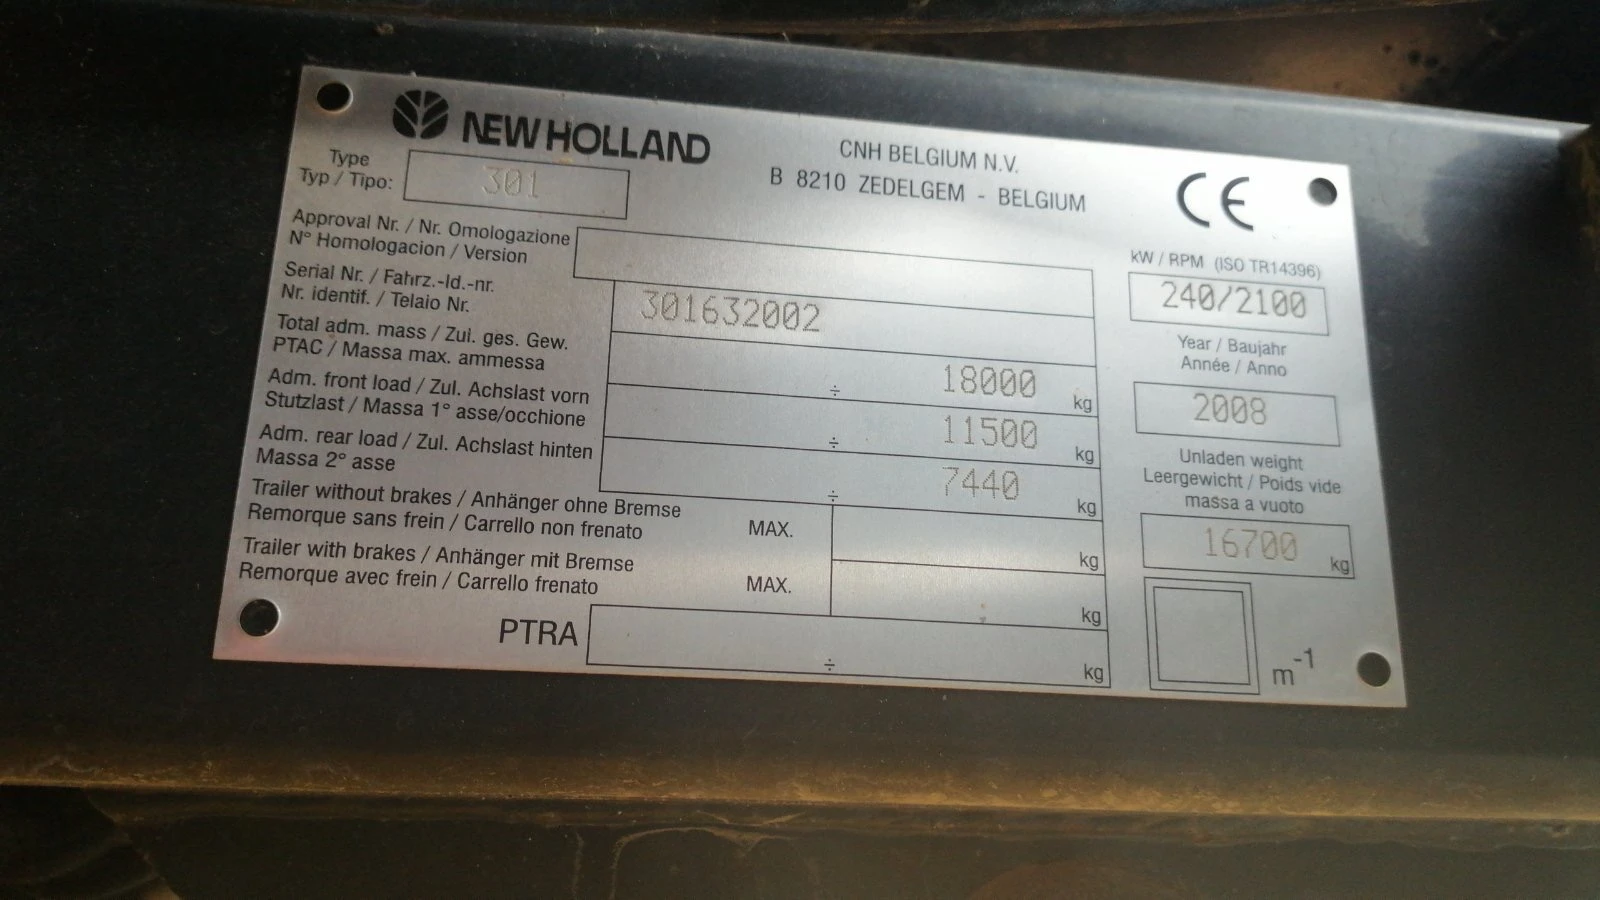 NEW HOLLAND
CNH BELGIUM N.V.
B 8210 ZEDELGEM - BELGIUM
CE
Type
Typ / Tipo:
301
Approval Nr. / Nr. Omologazione
N° Homologacion / Version
Serial Nr. / Fahrz.-Id.-nr.
Nr. identif. / Telaio Nr.
301632002
Total adm. mass / Zul. ges. Gew.
PTAC / Massa max. ammessa
÷ 18000 kg
Adm. front load / Zul. Achslast vorn
Stutzlast / Massa 1° asse/occhione
÷ 11500 kg
Adm. rear load / Zul. Achslast hinten
Massa 2° asse
÷ 7440 kg
Trailer without brakes / Anhänger ohne Bremse
Remorque sans frein / Carrello non frenato
MAX. kg
Trailer with brakes / Anhänger mit Bremse
Remorque avec frein / Carrello frenato
MAX. kg
PTRA ÷ kg
kW / RPM (ISO TR14396)
240/2100
Year / Baujahr
Année / Anno
2008
Unladen weight
Leergewicht / Poids vide
massa a vuoto
16700 kg
m-1